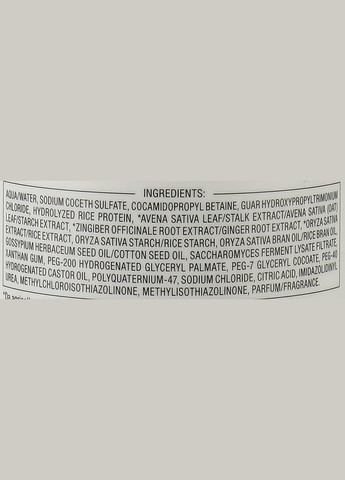 INGREDIENTS:
AQUA/WATER, SODIUM COCETH SULFATE, COCAMIDOPROPYL BETAINE, GUAR HYDROXYPROPYLTRIMONIUM
CHLORIDE, HYDROLYZED RICE PROTEIN, *AVENA SATIVA LEAF/STALK EXTRACT/AVENA SATIVA (OAT)
LEAF/STARCH EXTRACT, *ZINGIBER OFFICINALE ROOT EXTRACT/GINGER ROOT EXTRACT, *ORYZA SATIVA
EXTRACT/RICE EXTRACT, ORYZA SATIVA STARCH/RICE STARCH, ORYZA SATIVA BRAN OIL/RICE BRAN OIL,
GOSSYPIUM HERBACEUM SEED OIL/COTTON SEED OIL, SACCHAROMYCES FERMENT LYSATE FILTRATE,
XANTHAN GUM, PEG-200 HYDROGENATED GLYCERYL PALMATE, PEG-7 GLYCERYL COCOATE, PEG-40
HYDROGENATED CASTOR OIL, POLYQUATERNIUM-47, SODIUM CHLORIDE, CITRIC ACID, IMIDAZOLIDINYL
UREA, METHYLCHLOROISOTHIAZOLINONE, METHYLISOTHIAZOLINONE, PARFUM/FRAGRANCE.